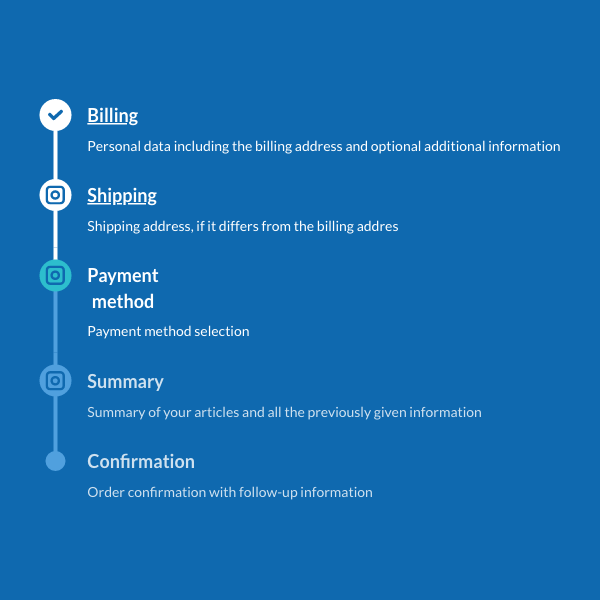 Billing
Personal data including the billing address and optional additional information
Shipping
Shipping address, if it differs from the billing addres
Payment
method
Payment method selection
Summary
Summary of your articles and all the previously given information
Confirmation
Order confirmation with follow-up information